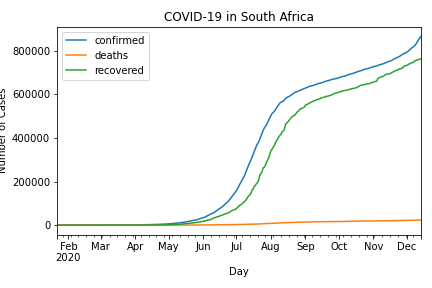 COVID-19 in South Africa
confirmed
deaths
recovered
Number of Cases
800000
600000
400000
200000
0
Feb Mar Apr May Jun Jul Aug Sep Oct Nov Dec
2020
Day